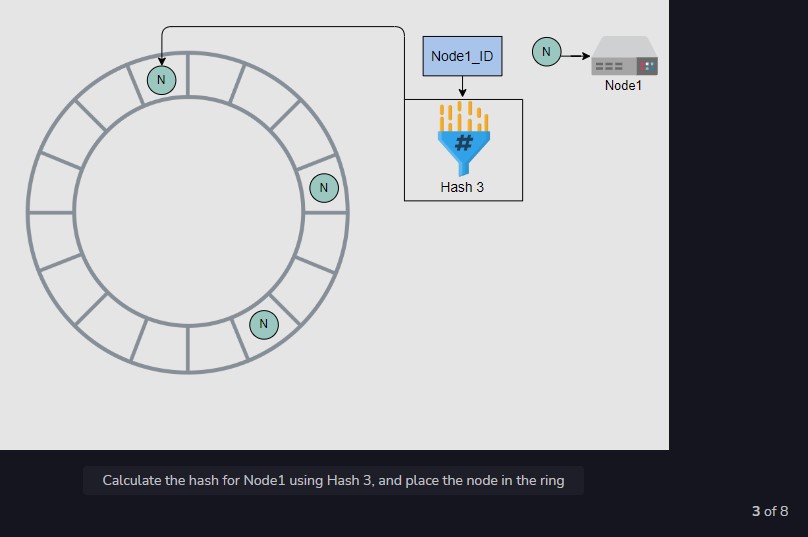 N
Node1_ID
N
Node1
#
Hash 3
N
N
Calculate the hash for Node1 using Hash 3, and place the node in the ring
3 of 8